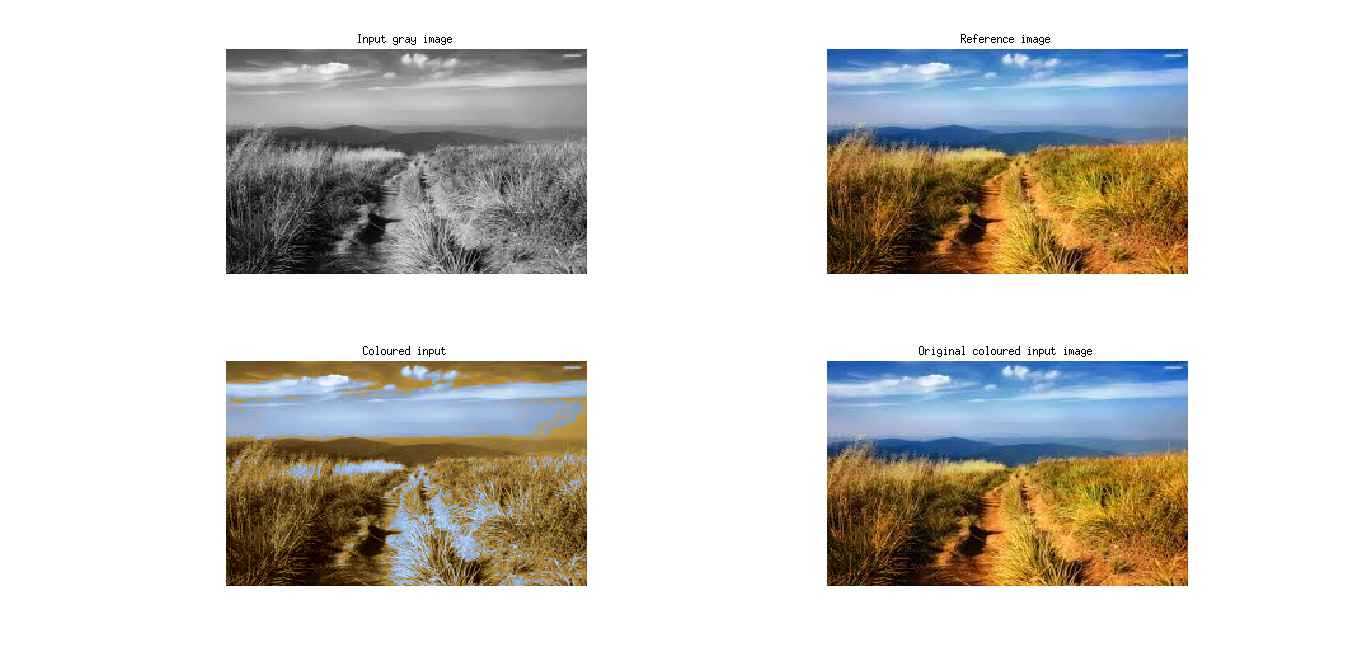 Input gray image
Reference image
Coloured input
Original coloured input image